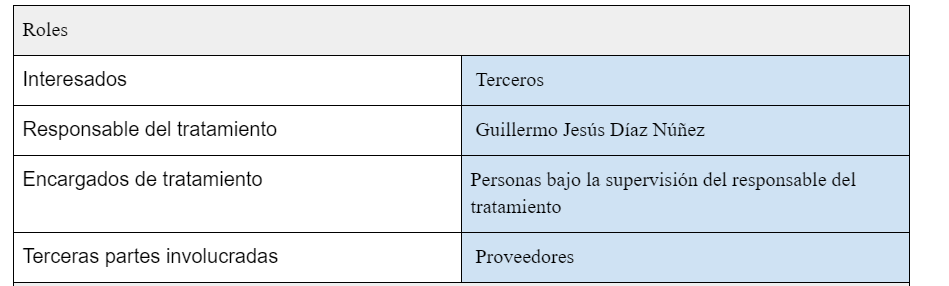 Roles
Interesados
Terceros
Responsable del tratamiento
Guillermo Jesús Díaz Núñez
Encargados de tratamiento
Personas bajo la supervisión del responsable del
tratamiento
Terceras partes involucradas
Proveedores